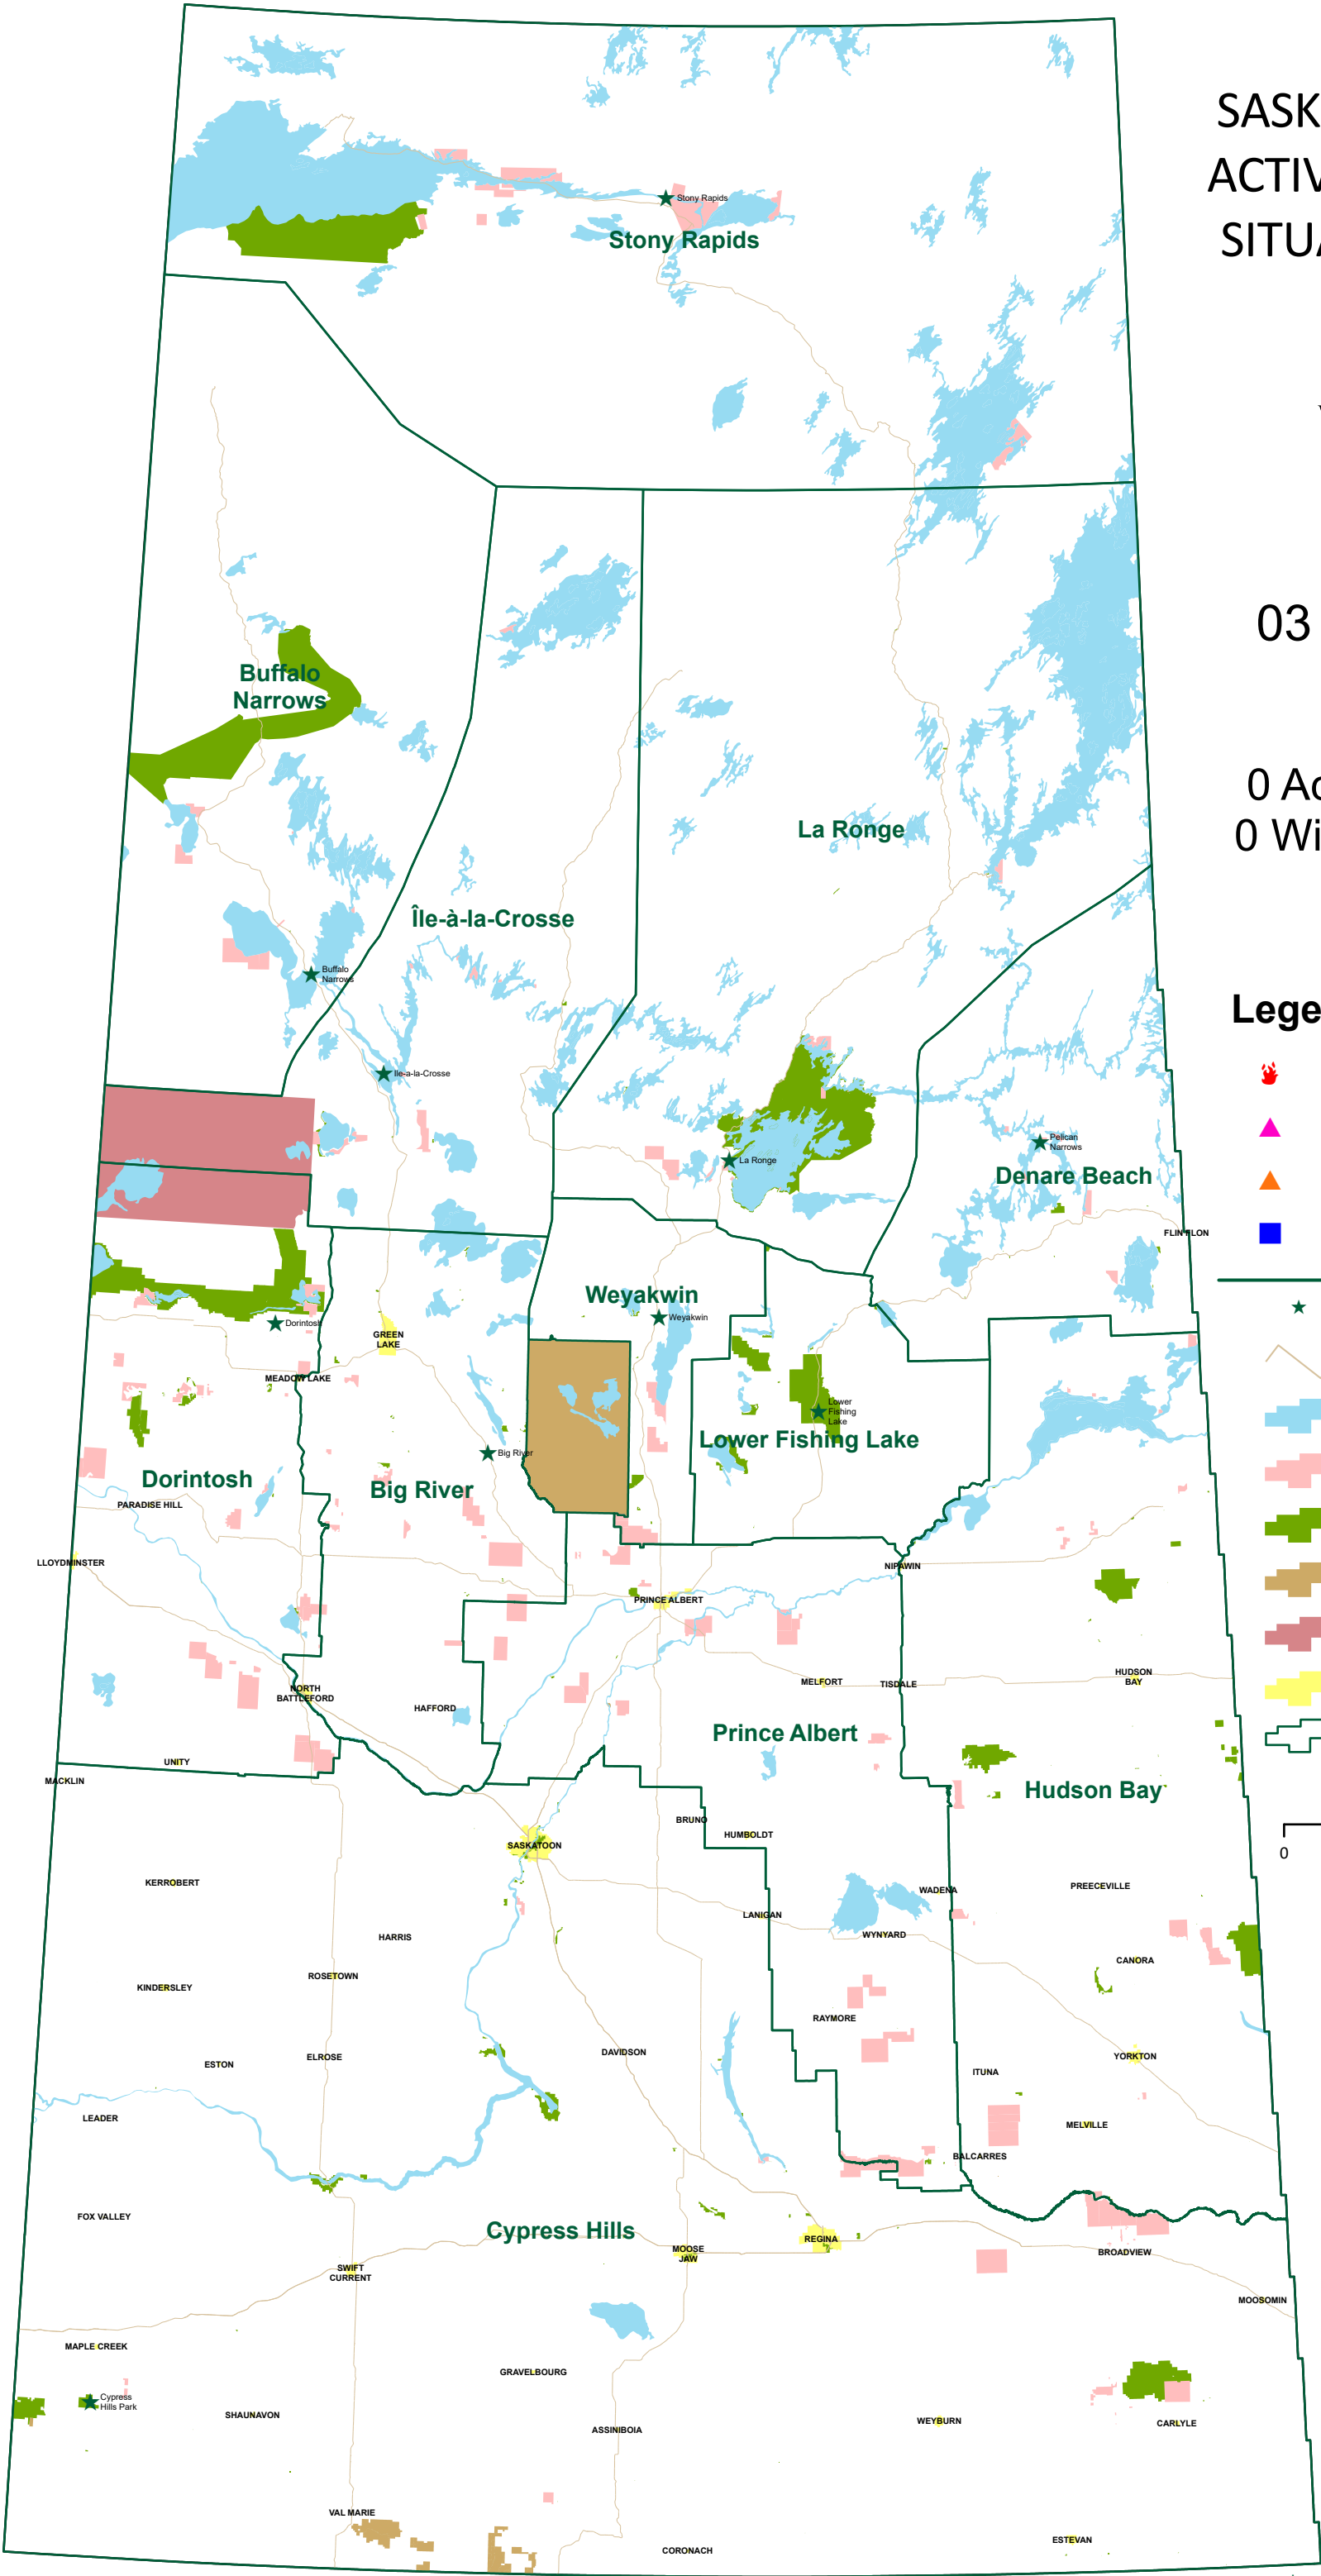 SASK
ACTIV
SITUA
Stony Rapids
Stony Rapids
03
Buffalo
Narrows
0 Ac
0 Wi
La Ronge
Île-à-la-Crosse
Buffalo
Narrows
Lege
Ile-a-la-Crosse
Pelican
Narrows
La Ronge
Denare Beach
FLIN FLON
Weyakwin
Weyakwin
Dorintosh
GREEN
LAKE
MEADOW LAKE
Lower
Fishing
Lake
Lower Fishing Lake
Big River
Dorintosh
Big River
PARADISE HILL
LLOYDMINSTER
NIPAWIN
PRINCE ALBERT
HUDSON
BAY
MELFORT
TISDALE
NORTH
BATTLEFORD
HAFFORD
Prince Albert
UNITY
MACKLIN
Hudson Bay
BRUNO
HUMBOLDT
SASKATOON
0
KERROBERT
PREECEVILLE
WADENA
LANIGAN
WYNYARD
HARRIS
CANORA
ROSETOWN
KINDERSLEY
RAYMORE
DAVIDSON
YORKTON
ELROSE
ESTON
ITUNA
LEADER
MELVILLE
BALCARRES
FOX VALLEY
Cypress Hills
REGINA
MOOSE
JAW
BROADVIEW
SWIFT
CURRENT
MOOSOMIN
MAPLE CREEK
GRAVELBOURG
Cypress
Hills Park
SHAUNAVON
WEYBURN
CARLYLE
ASSINIBOIA
VAL MARIE
ESTEVAN
CORONACH